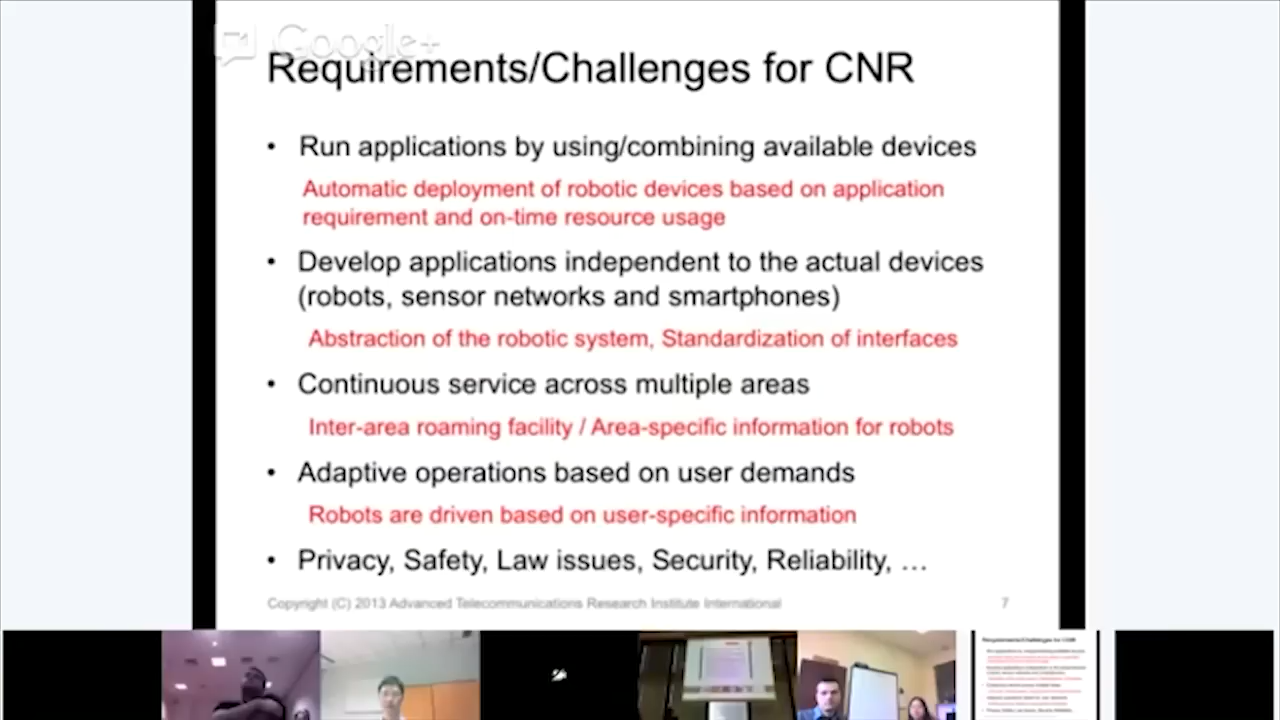 Google+
Requirements/Challenges for CNR
• Run applications by using/combining available devices
Automatic deployment of robotic devices based on application
requirement and on-time resource usage
• Develop applications independent to the actual devices
(robots, sensor networks and smartphones)
Abstraction of the robotic system, Standardization of interfaces
• Continuous service across multiple areas
Inter-area roaming facility / Area-specific information for robots
• Adaptive operations based on user demands
Robots are driven based on user-specific information
• Privacy, Safety, Law issues, Security, Reliability, …
Copyright (C) 2013 Advanced Telecommunications Research Institute International
7
Requirements/Challenges for CNR